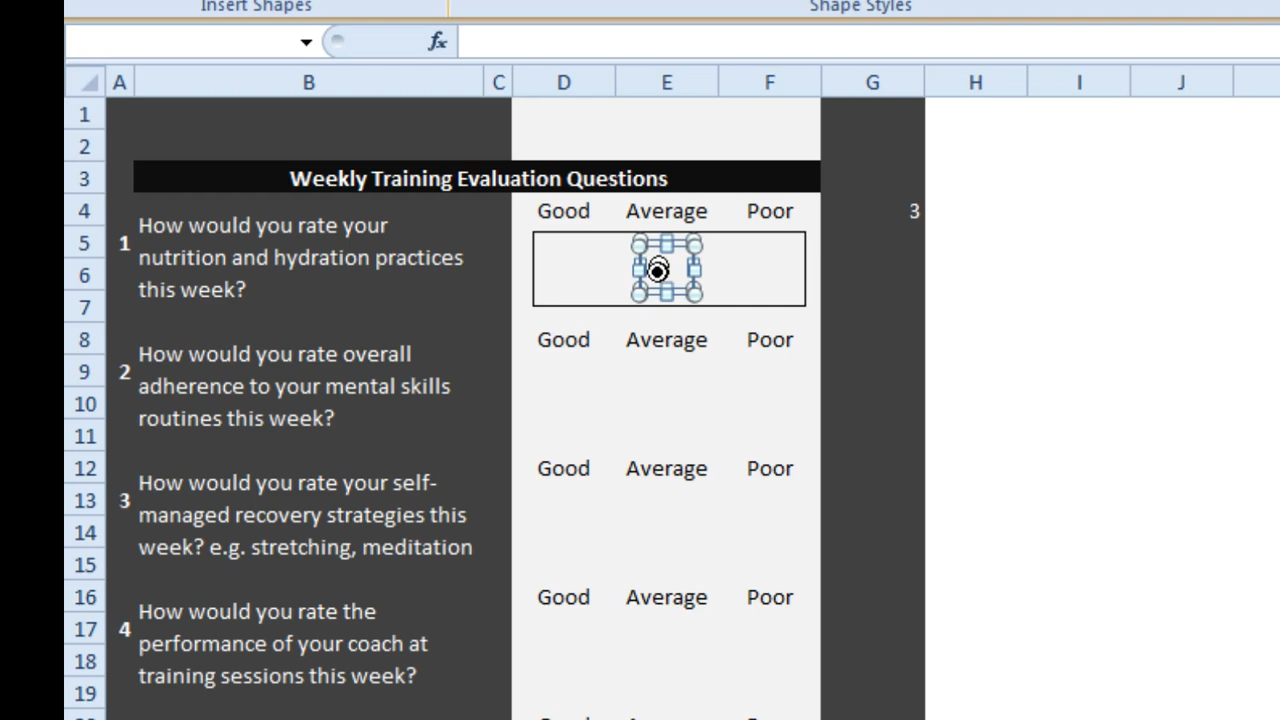 Insert Shapes Shape Styles
fx
A B C D E F G H I J
1
2
3 Weekly Training Evaluation Questions
4 Good Average Poor 3
5 1 How would you rate your
6 nutrition and hydration practices
7 this week?
8 Good Average Poor
9 2 How would you rate overall
10 adherence to your mental skills
11 routines this week?
12 Good Average Poor
13 3 How would you rate your self-
14 managed recovery strategies this
15 week? e.g. stretching, meditation
16 Good Average Poor
17 4 How would you rate the
18 performance of your coach at
19 training sessions this week?